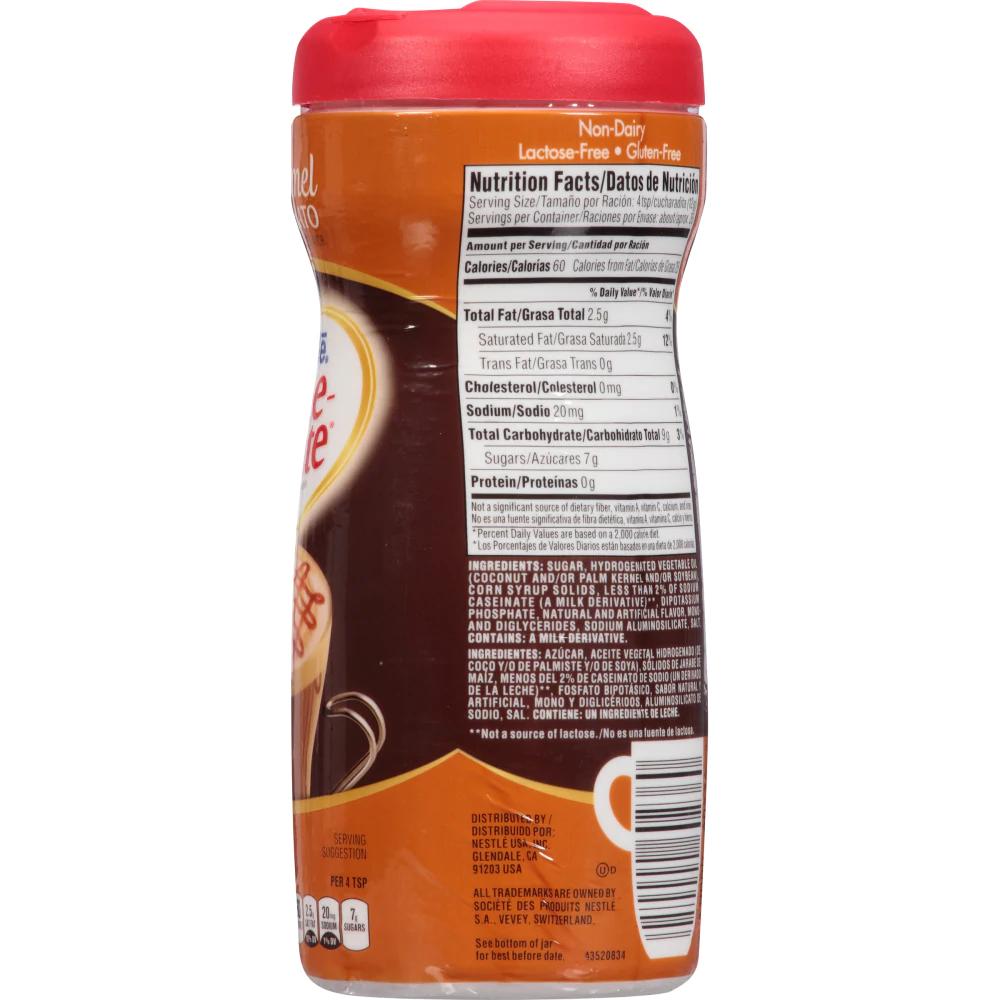 Non-Dairy
Lactose-Free • Gluten-Free
Nutrition Facts/Datos de Nutrición
Serving Size/Tamaño por Ración: 4 tsp/cucharadita
Servings per Container/Raciones por Envase: about/aprox.
Amount per Serving/Cantidad por Ración
Calories/Calorías 60 Calories from Fat/Calorías de Grasa
% Daily Value*/% Valor Diario*
Total Fat/Grasa Total 2.5g 4%
Saturated Fat/Grasa Saturada 2.5g 12%
Trans Fat/Grasa Trans 0g
Cholesterol/Colesterol 0mg 0%
Sodium/Sodio 20mg 1%
Total Carbohydrate/Carbohidrato Total 9g 3%
Sugars/Azúcares 7g
Protein/Proteínas 0g
Not a significant source of dietary fiber, vitamin A, vitamin C, calcium, and iron.
No es una fuente significativa de fibra dietética, vitamina A, vitamina C, calcio y hierro.
*Percent Daily Values are based on a 2,000 calorie diet.
*Los Porcentajes de Valores Diarios están basados en una dieta de 2,000 calorías.
INGREDIENTS: SUGAR, HYDROGENATED VEGETABLE OIL
(COCONUT AND/OR PALM KERNEL AND/OR SOYBEAN),
CORN SYRUP SOLIDS, LESS THAN 2% OF SODIUM
CASEINATE (A MILK DERIVATIVE)**, DIPOTASSIUM
PHOSPHATE, NATURAL AND ARTIFICIAL FLAVOR, MONO
AND DIGLYCERIDES, SODIUM ALUMINOSILICATE, SALT.
CONTAINS: A MILK DERIVATIVE.
INGREDIENTES: AZÚCAR, ACEITE VEGETAL HIDROGENADO (DE
COCO Y/O DE PALMISTE Y/O DE SOYA), SÓLIDOS DE JARABE DE
MAÍZ, MENOS DEL 2% DE CASEINATO DE SODIO (UN DERIVADO
DE LA LECHE)**, FOSFATO BIPOTÁSICO, SABOR NATURAL Y
ARTIFICIAL, MONO Y DIGLICÉRIDOS, ALUMINOSILICATO DE
SODIO, SAL. CONTIENE: UN INGREDIENTE DE LECHE.
**Not a source of lactose./No es una fuente de lactosa.
DISTRIBUTED BY /
DISTRIBUIDO POR:
NESTLÉ USA, INC.
GLENDALE, CA
91203 USA
U D
ALL TRADEMARKS ARE OWNED BY
SOCIÉTÉ DES PRODUITS NESTLÉ
S.A., VEVEY, SWITZERLAND.
See bottom of jar
for best before date. 43520834
SERVING
SUGGESTION
PER 4 TSP
2.5g SAT FAT 12% DV
20mg SODIUM 1% DV
7g SUGARS